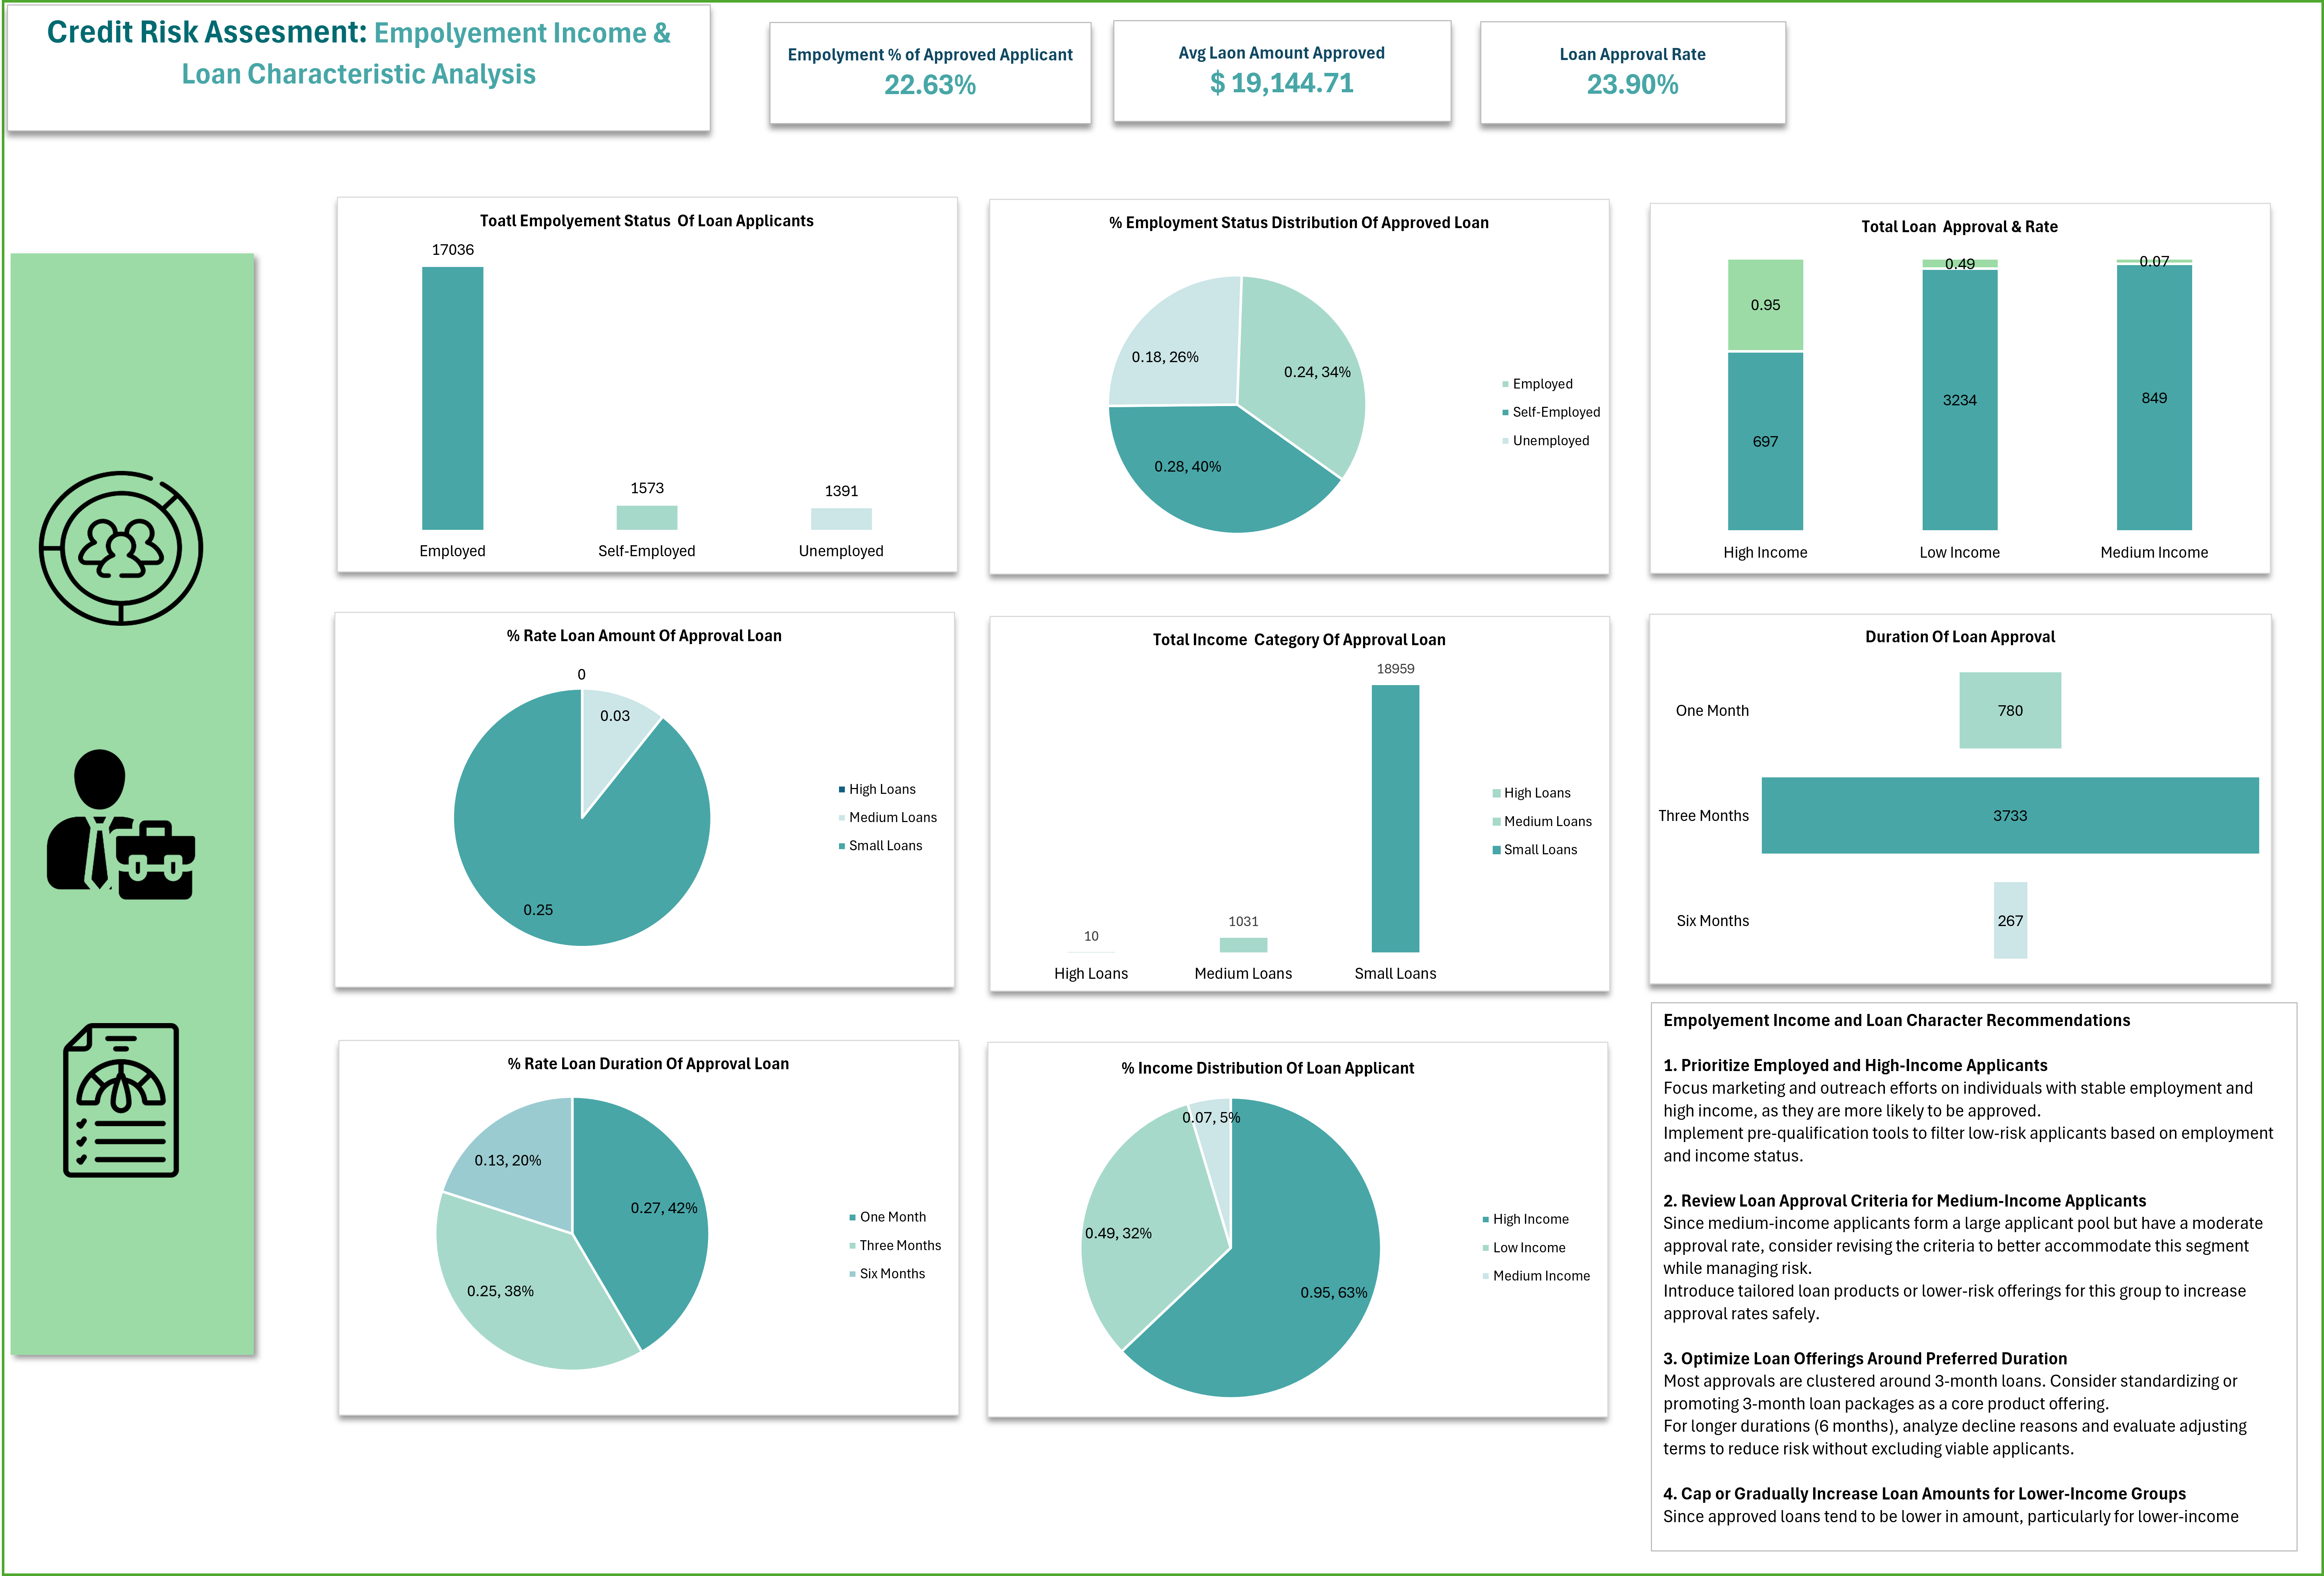 Credit Risk Assesment: Empolyement Income &
Loan Characteristic Analysis
Empolyment % of Approved Applicant
22.63%
Avg Laon Amount Approved
$ 19,144.71
Loan Approval Rate
23.90%
Toatl Empolyement Status Of Loan Applicants
17036
1573
1391
Employed
Self-Employed
Unemployed
% Employment Status Distribution Of Approved Loan
0.18, 26%
0.24, 34%
0.28, 40%
Employed
Self-Employed
Unemployed
Total Loan Approval & Rate
0.95
0.49
0.07
697
3234
849
High Income
Low Income
Medium Income
% Rate Loan Amount Of Approval Loan
0
0.03
0.25
High Loans
Medium Loans
Small Loans
Total Income Category Of Approval Loan
18959
1031
10
High Loans
Medium Loans
Small Loans
High Loans
Medium Loans
Small Loans
Duration Of Loan Approval
One Month
780
Three Months
3733
Six Months
267
% Rate Loan Duration Of Approval Loan
0.13, 20%
0.27, 42%
0.25, 38%
One Month
Three Months
Six Months
% Income Distribution Of Loan Applicant
0.07, 5%
0.49, 32%
0.95, 63%
High Income
Low Income
Medium Income
Empolyement Income and Loan Character Recommendations
1. Prioritize Employed and High-Income Applicants
Focus marketing and outreach efforts on individuals with stable employment and
high income, as they are more likely to be approved.
Implement pre-qualification tools to filter low-risk applicants based on employment
and income status.
2. Review Loan Approval Criteria for Medium-Income Applicants
Since medium-income applicants form a large applicant pool but have a moderate
approval rate, consider revising the criteria to better accommodate this segment
while managing risk.
Introduce tailored loan products or lower-risk offerings for this group to increase
approval rates safely.
3. Optimize Loan Offerings Around Preferred Duration
Most approvals are clustered around 3-month loans. Consider standardizing or
promoting 3-month loan packages as a core product offering.
For longer durations (6 months), analyze decline reasons and evaluate adjusting
terms to reduce risk without excluding viable applicants.
4. Cap or Gradually Increase Loan Amounts for Lower-Income Groups
Since approved loans tend to be lower in amount, particularly for lower-income